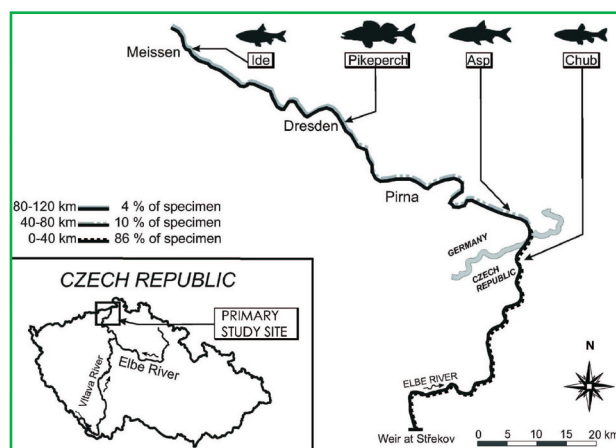 Meissen
Ide
Pikeperch
Asp
Chub
Dresden
Pirna
80-120 km 4 % of specimen
40-80 km 10 % of specimen
0-40 km 86 % of specimen
GERMANY
CZECH
REPUBLIC
CZECH REPUBLIC
PRIMARY
STUDY SITE
Elbe River
Vltava River
ELBE RIVER
Weir at Střekov
N
0 5 10 15 20 km